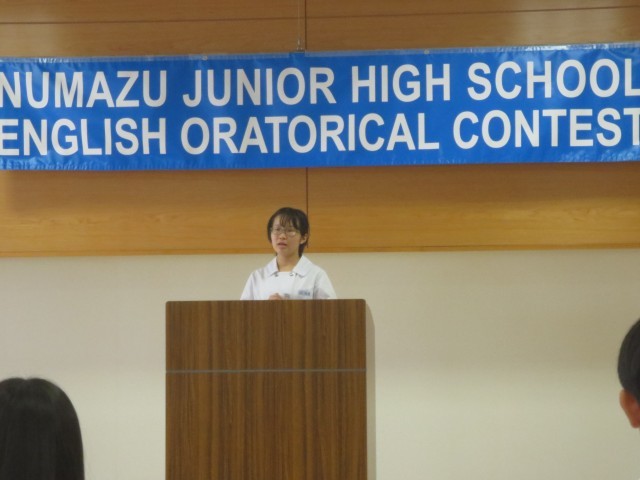 NUMAZU JUNIOR HIGH SCHOOL
ENGLISH ORATORICAL CONTEST